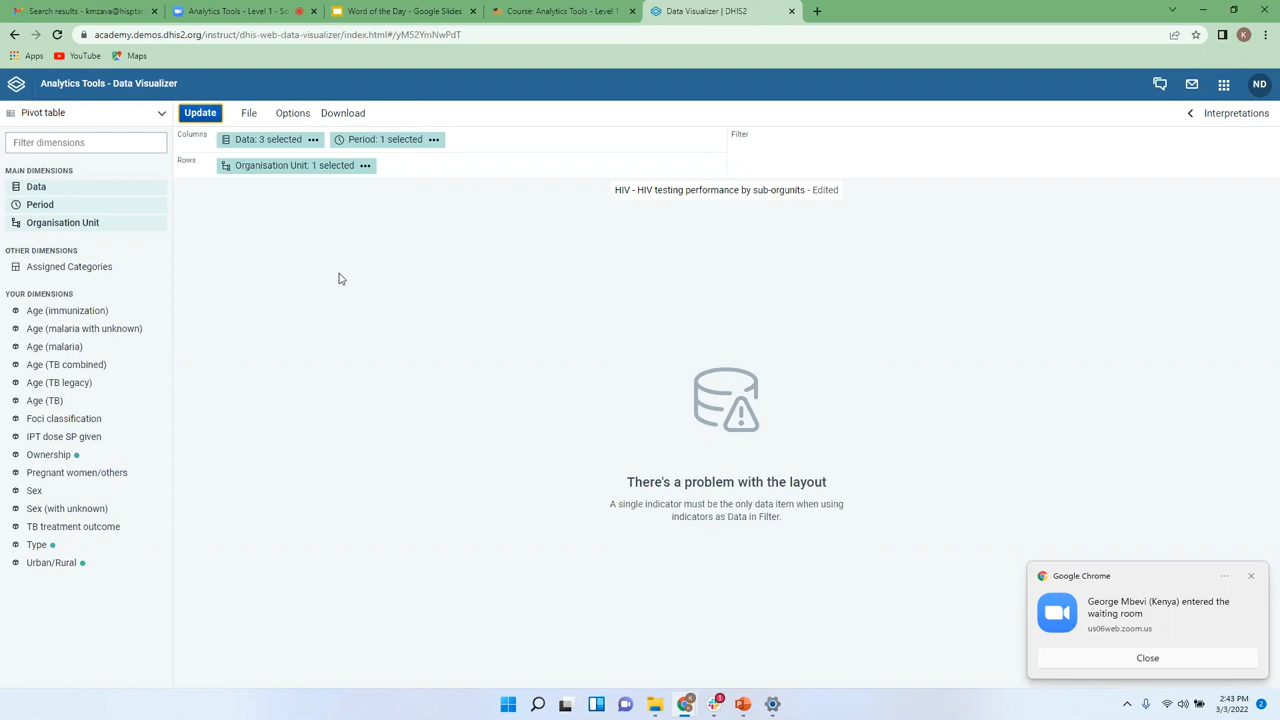 Search results - kmzava@hisptan
Analytics Tools - Level 1 - So
Word of the Day - Google Slides
Course: Analytics Tools - Level 1
Data Visualizer | DHIS2
academy.demos.dhis2.org/instruct/dhis-web-data-visualizer/index.html#/yM52YmNwPdT
K
Apps
YouTube
Maps
Analytics Tools - Data Visualizer
ND
Pivot table
Update
File
Options
Download
Interpretations
Filter dimensions
Columns
Data: 3 selected
Period: 1 selected
Filter
Rows
Organisation Unit: 1 selected
MAIN DIMENSIONS
Data
Period
Organisation Unit
OTHER DIMENSIONS
Assigned Categories
YOUR DIMENSIONS
Age (immunization)
Age (malaria with unknown)
Age (malaria)
Age (TB combined)
Age (TB legacy)
Age (TB)
Foci classification
IPT dose SP given
Ownership
Pregnant women/others
Sex
Sex (with unknown)
TB treatment outcome
Type
Urban/Rural
HIV - HIV testing performance by sub-orgunits - Edited
There's a problem with the layout
A single indicator must be the only data item when using
indicators as Data in Filter.
Google Chrome
George Mbevi (Kenya) entered the
waiting room
us06web.zoom.us
Close
2:43 PM
3/3/2022
2